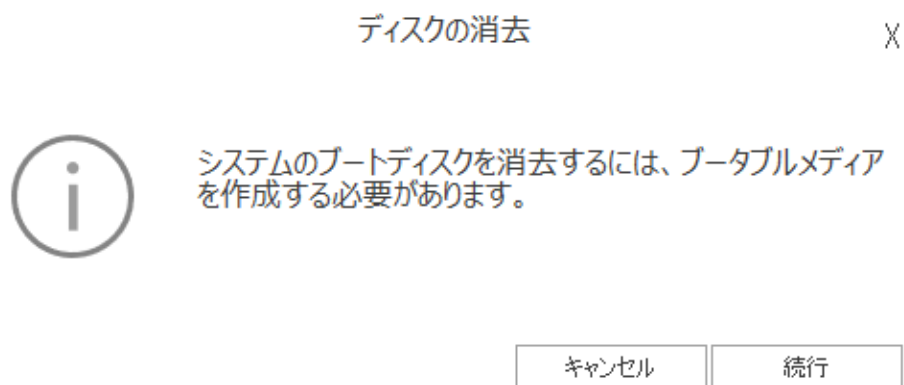 ディスクの消去
X
システムのブートディスクを消去するには、ブータブルメディア
を作成する必要があります。
キャンセル
続行